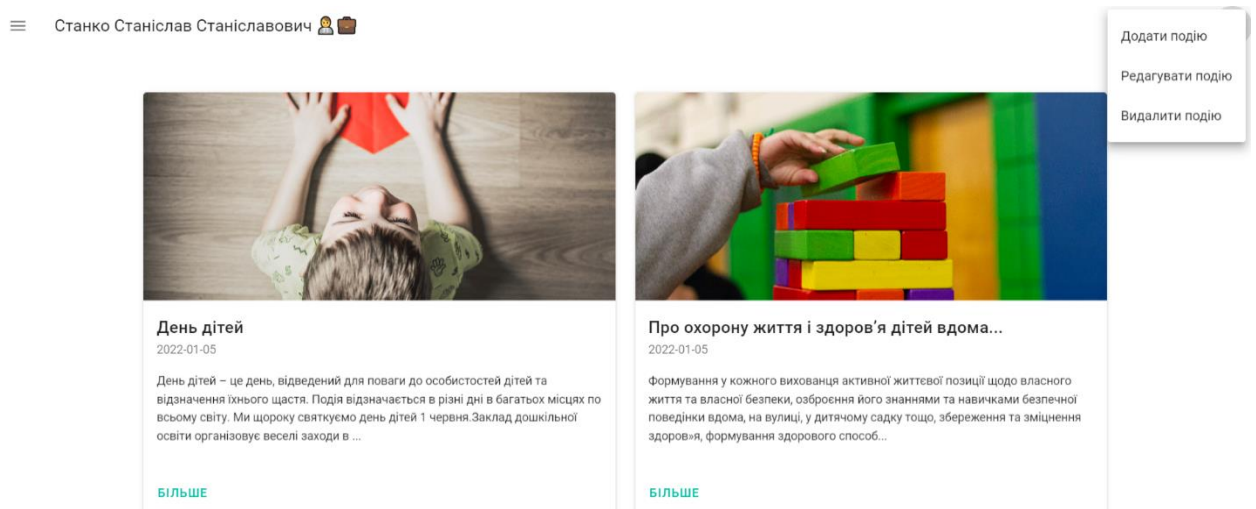 Станко Станіслав Станіславович
Додати подію
Редагувати подію
Видалити подію
День дітей
2022-01-05
День дітей – це день, відведений для поваги до особистостей дітей та
відзначення їхнього щастя. Подія відзначається в різні дні в багатьох місцях по
всьому світу. Ми щороку святкуємо день дітей 1 червня.Заклад дошкільної
освіти організовує веселі заходи в ...
БІЛЬШЕ
Про охорону життя і здоров’я дітей вдома...
2022-01-05
Формування у кожного вихованця активної життєвої позиції щодо власного
життя та власної безпеки, озброєння його знаннями та навичками безпечної
поведінки вдома, на вулиці, у дитячому садку тощо, збереження та зміцнення
здоров»я, формування здорового способ...
БІЛЬШЕ